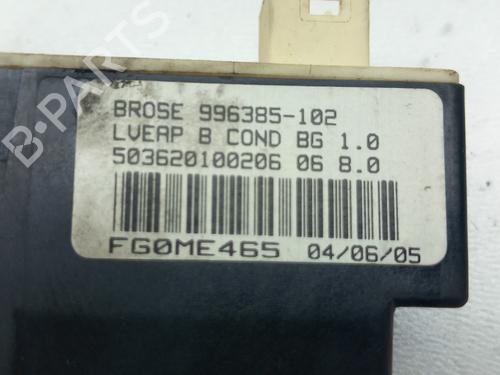 BROSE 996385-102
LVEAP B COND BG 1.0
503620100206 06 8.0
FG0ME465 04/06/05
B-PARTS